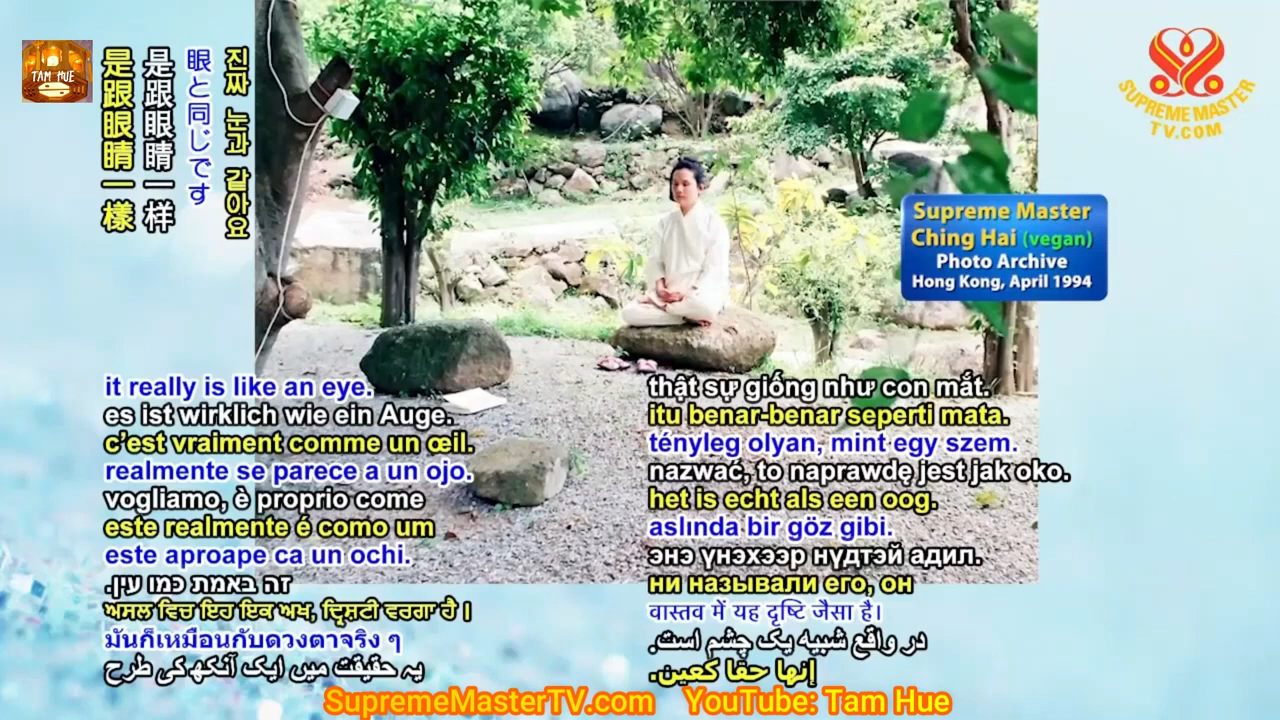 TAM HUE
是跟眼睛一樣
是跟眼睛一样
眼と同じです
진짜 눈과 같아요
SUPREME MASTER
TV.COM
Supreme Master
Ching Hai (vegan)
Photo Archive
Hong Kong, April 1994
it really is like an eye.
es ist wirklich wie ein Auge.
c’est vraiment comme un œil.
realmente se parece a un ojo.
vogliamo, è proprio come
este realmente é como um
este aproape ca un ochi.
זה באמת כמו עין.
ਅਸਲ ਵਿਚ ਇਹ ਇਕ ਅਖ, ਦ੍ਰਿਸ਼ਟੀ ਵਰਗਾ ਹੈ।
มันก็เหมือนกับดวงตาจริง ๆ
یہ حقیقت میں ایک آنکھ کی طرح
thật sự giống như con mắt.
itu benar-benar seperti mata.
tényleg olyan, mint egy szem.
nazwać, to naprawdę jest jak oko.
het is echt als een oog.
aslında bir göz gibi.
энэ үнэхээр нүдтэй адил.
ни называли его, он
वास्तव में यह दृष्टि जैसा है।
در واقع شبیه یک چشم است.
إنها حقا كعين.
SupremeMasterTV.com YouTube: Tam Hue